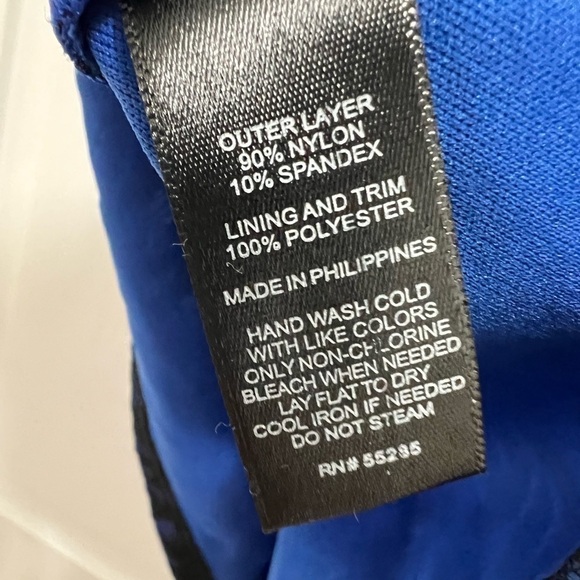 OUTER LAYER
90% NYLON
10% SPANDEX
LINING AND TRIM
100% POLYESTER
MADE IN PHILIPPINES
HAND WASH COLD
WITH LIKE COLORS
ONLY NON-CHLORINE
BLEACH WHEN NEEDED
LAY FLAT TO DRY
COOL IRON IF NEEDED
DO NOT STEAM
RN# 55285